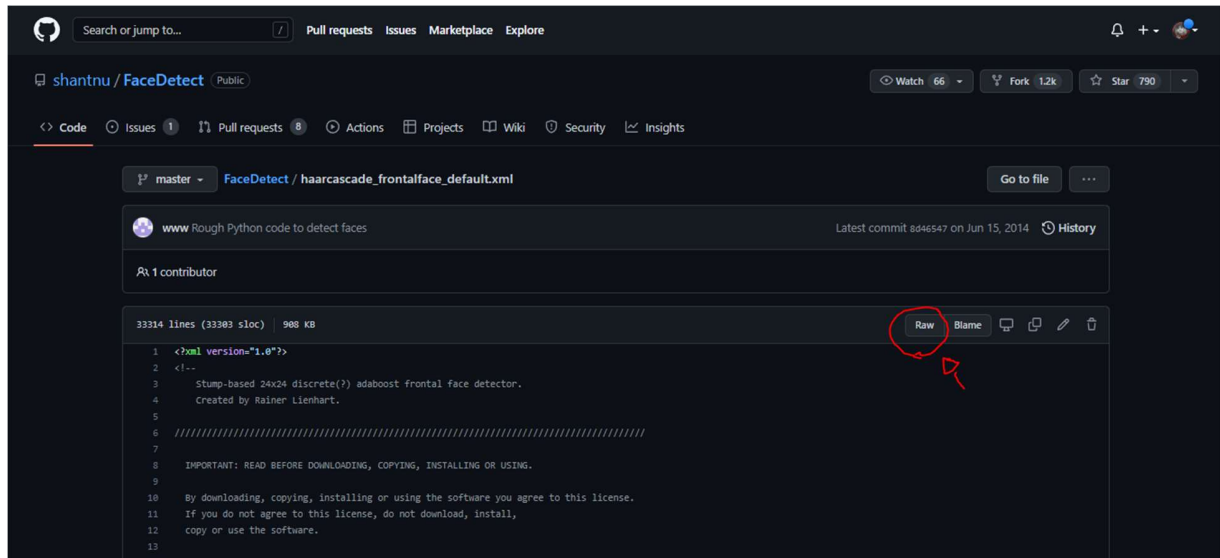 Search or jump to... / Pull requests Issues Marketplace Explore
shantnu / FaceDetect Public Watch 66 Fork 1.2k Star 790
<> Code Issues 1 Pull requests 8 Actions Projects Wiki Security Insights
master FaceDetect / haarcascade_frontalface_default.xml Go to file ...
www Rough Python code to detect faces Latest commit 8d46547 on Jun 15, 2014 History
1 contributor
33314 lines (33303 sloc) 908 KB Raw Blame
1 <?xml version="1.0"?>
2 <!--
3 Stump-based 24x24 discrete(?) adaboost frontal face detector.
4 Created by Rainer Lienhart.
5
6 //////////////////////////////////////////////////////////////////////////////////////////
7
8 IMPORTANT: READ BEFORE DOWNLOADING, COPYING, INSTALLING OR USING.
9
10 By downloading, copying, installing or using the software you agree to this license.
11 If you do not agree to this license, do not download, install,
12 copy or use the software.
13